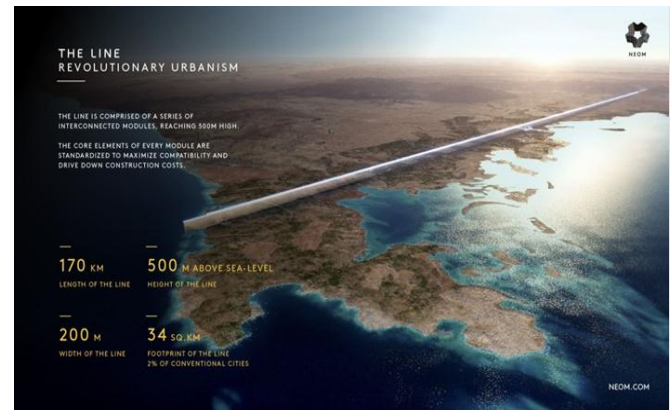 THE LINE
REVOLUTIONARY URBANISM
NEOM
THE LINE IS COMPRISED OF A SERIES OF
INTERCONNECTED MODULES, REACHING 500M HIGH.
THE CORE ELEMENTS OF EVERY MODULE ARE
STANDARDIZED TO MAXIMIZE COMPATIBILITY AND
DRIVE DOWN CONSTRUCTION COSTS.
170 KM
LENGTH OF THE LINE
500 M ABOVE SEA-LEVEL
HEIGHT OF THE LINE
200 M
WIDTH OF THE LINE
34 SQ.KM
FOOTPRINT OF THE LINE
2% OF CONVENTIONAL CITIES
NEOM.COM